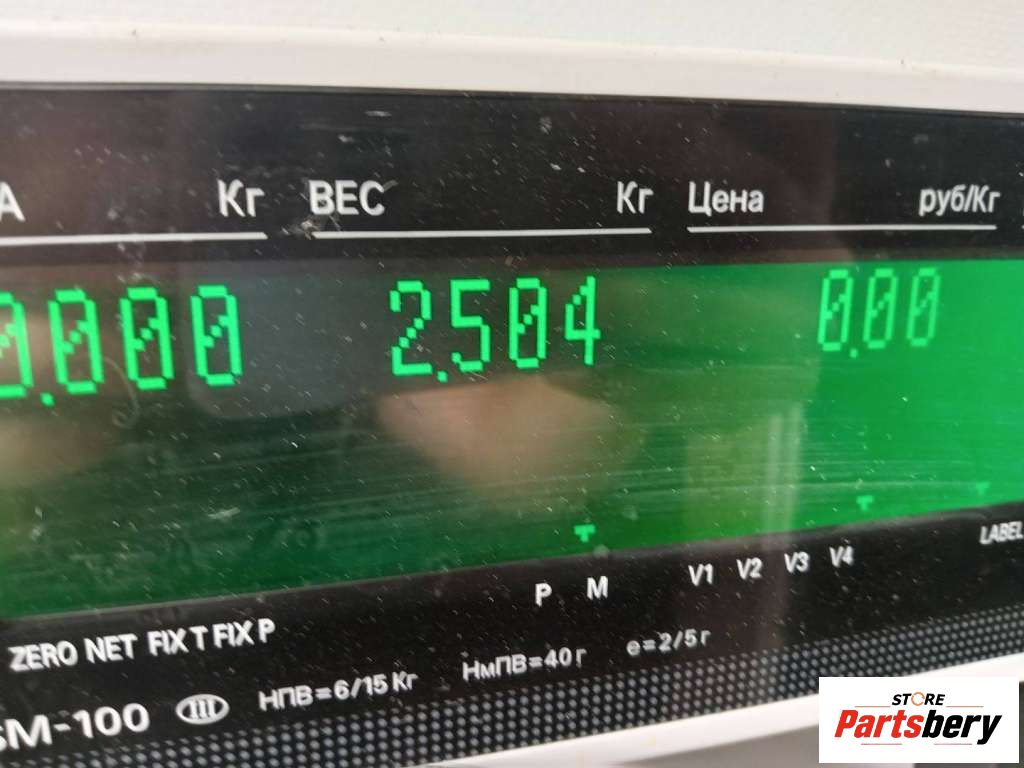 А Кг ВЕС Кг Цена руб/Кг
0.000 2.504 0.00
P M V1 V2 V3 V4 LABEL
ZERO NET FIX T FIX P
SM-100 III НПВ=6/15 Кг НмПВ=40 г e=2/5 г
STORE
Partsbery